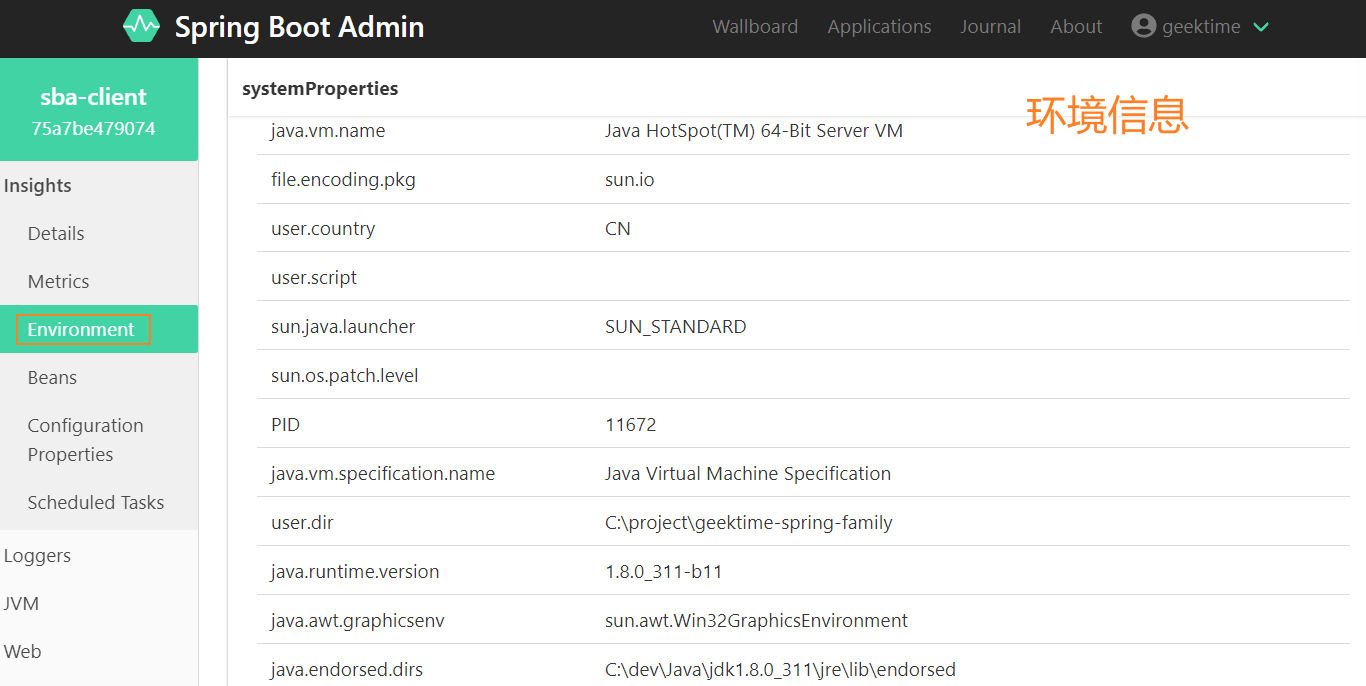 Spring Boot Admin
Wallboard Applications Journal About geektime
sba-client
75a7be479074
Insights
Details
Metrics
Environment
Beans
Configuration
Properties
Scheduled Tasks
Loggers
JVM
Web
systemProperties
环境信息
java.vm.name Java HotSpot(TM) 64-Bit Server VM
file.encoding.pkg sun.io
user.country CN
user.script
sun.java.launcher SUN_STANDARD
sun.os.patch.level
PID 11672
java.vm.specification.name Java Virtual Machine Specification
user.dir C:\project\geektime-spring-family
java.runtime.version 1.8.0_311-b11
java.awt.graphicsenv sun.awt.Win32GraphicsEnvironment
java.endorsed.dirs C:\dev\Java\jdk1.8.0_311\jre\lib\endorsed